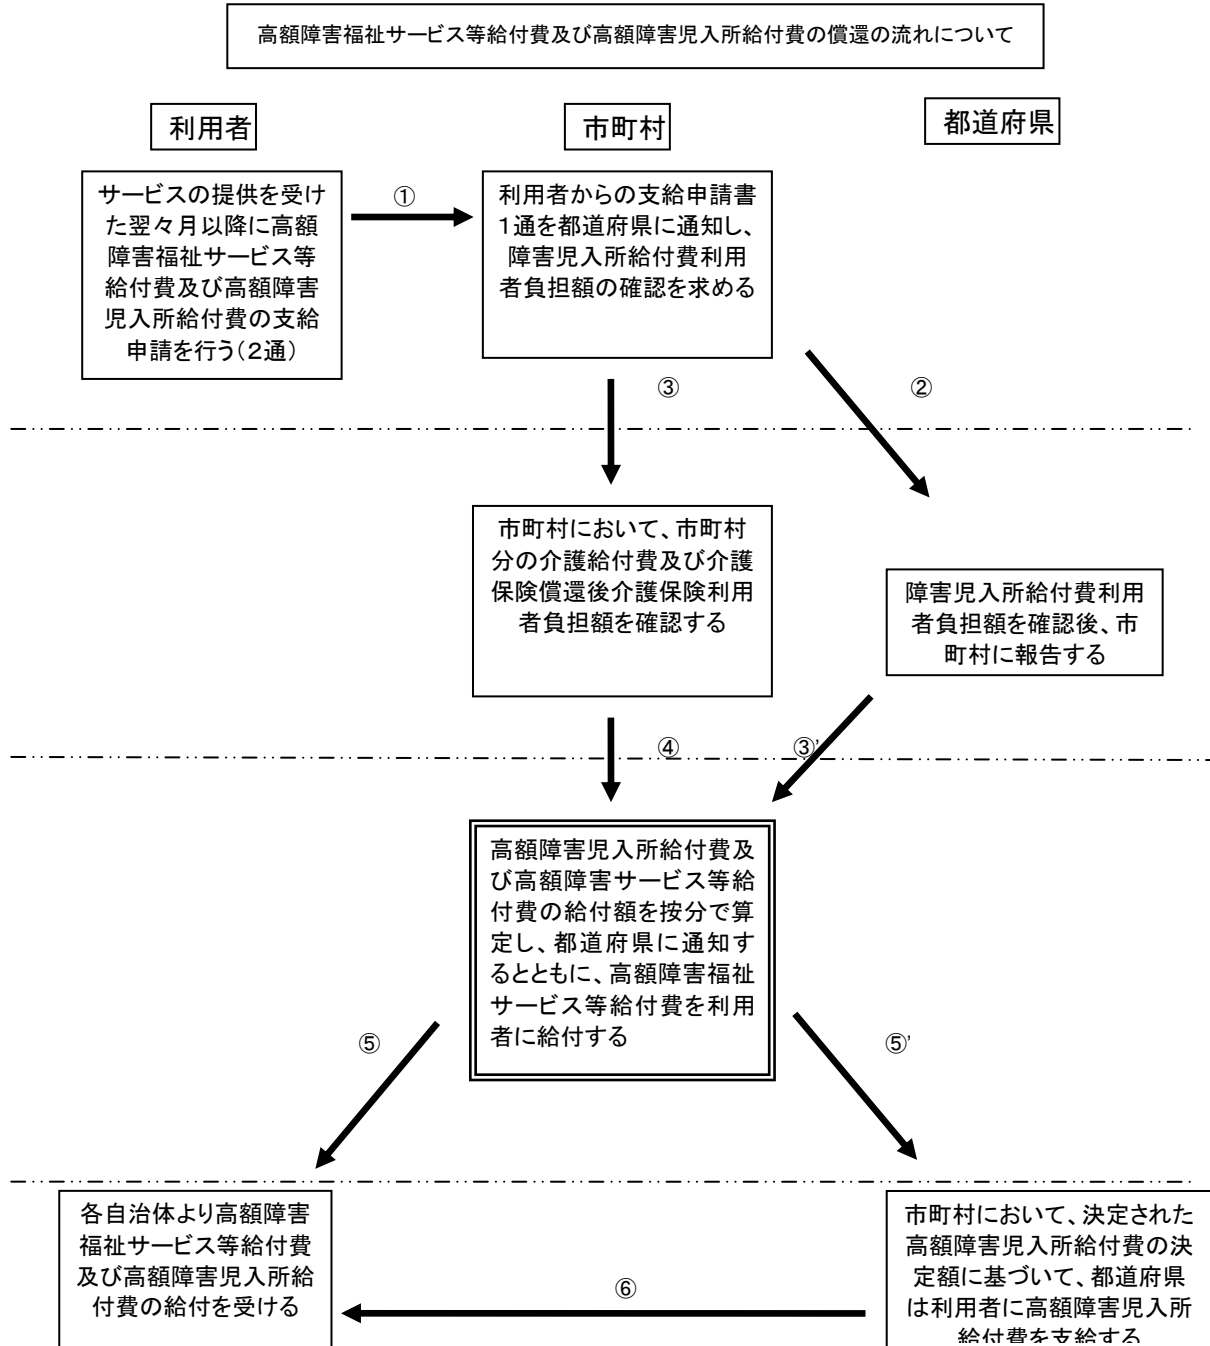 高額障害福祉サービス等給付費及び高額障害児入所給付費の償還の流れについて
利用者
市町村
都道府県
サービスの提供を受け
た翌々月以降に高額
障害福祉サービス等
給付費及び高額障害
児入所給付費の支給
申請を行う(2通)
①
利用者からの支給申請書
1通を都道府県に通知し、
障害児入所給付費利用
者負担額の確認を求める
③
②
市町村において、市町村
分の介護給付費及び介護
保険償還後介護保険利用
者負担額を確認する
障害児入所給付費利用
者負担額を確認後、市
町村に報告する
④
③'
高額障害児入所給付費及
び高額障害サービス等給
付費の給付額を按分で算
定し、都道府県に通知す
るとともに、高額障害福祉
サービス等給付費を利用
者に給付する
⑤
⑤'
各自治体より高額障害
福祉サービス等給付費
及び高額障害児入所給
付費の給付を受ける
⑥
市町村において、決定された
高額障害児入所給付費の決
定額に基づいて、都道府県
は利用者に高額障害児入所
給付費を支給する